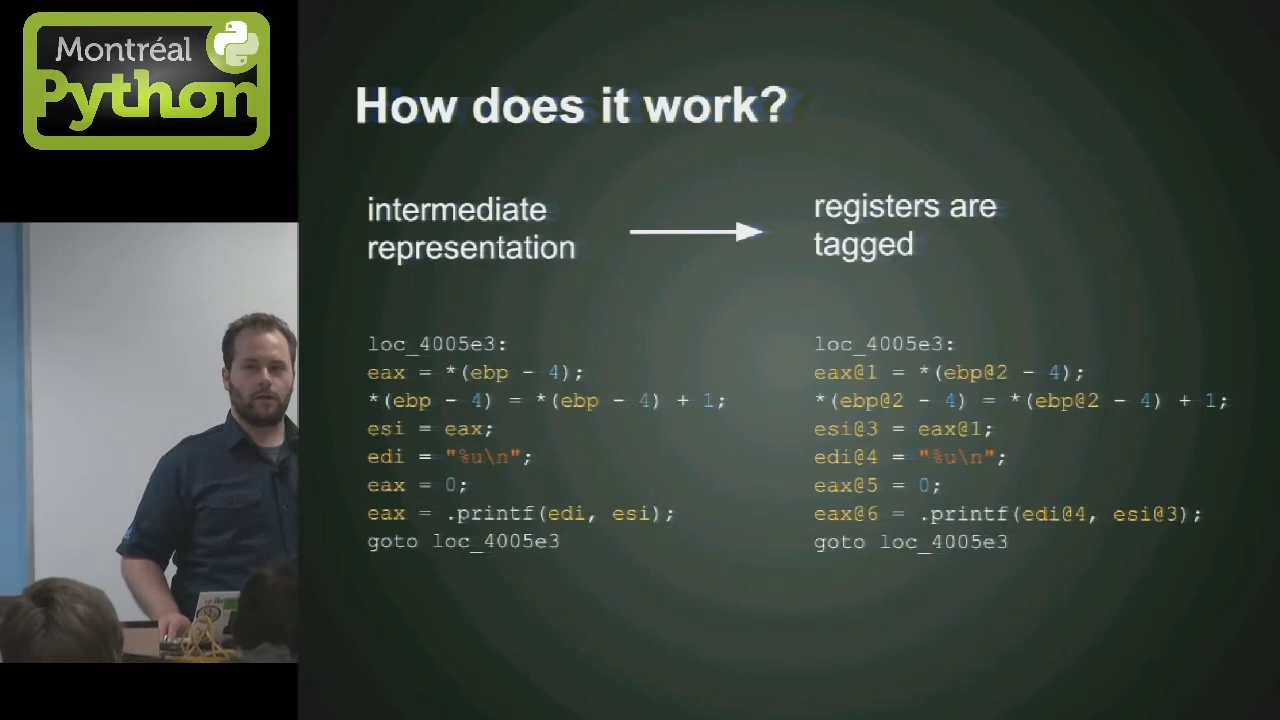 Montréal
Python
How does it work?
intermediate
representation
registers are
tagged
loc_4005e3:
eax = *(ebp - 4);
*(ebp - 4) = *(ebp - 4) + 1;
esi = eax;
edi = "%u\n";
eax = 0;
eax = .printf(edi, esi);
goto loc_4005e3
loc_4005e3:
eax@1 = *(ebp@2 - 4);
*(ebp@2 - 4) = *(ebp@2 - 4) + 1;
esi@3 = eax@1;
edi@4 = "%u\n";
eax@5 = 0;
eax@6 = .printf(edi@4, esi@3);
goto loc_4005e3